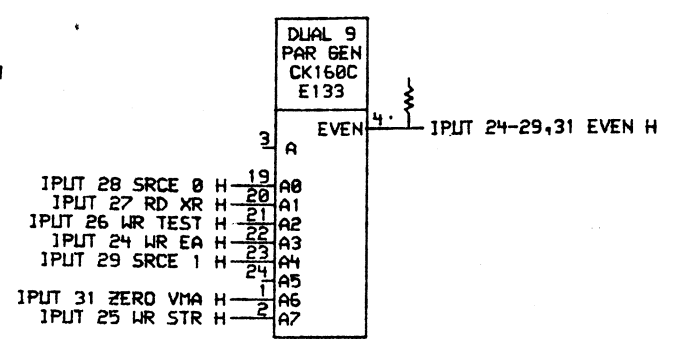 DUAL 9
PAR GEN
CK160C
E133
EVEN 4 IPUT 24-29,31 EVEN H
3 A
IPUT 28 SRCE 0 H 19 A0
IPUT 27 RD XR H 20 A1
IPUT 26 WR TEST H 21 A2
IPUT 24 WR EA H 22 A3
IPUT 29 SRCE 1 H 23 A4
24 A5
IPUT 31 ZERO VMA H 1 A6
IPUT 25 WR STR H 2 A7